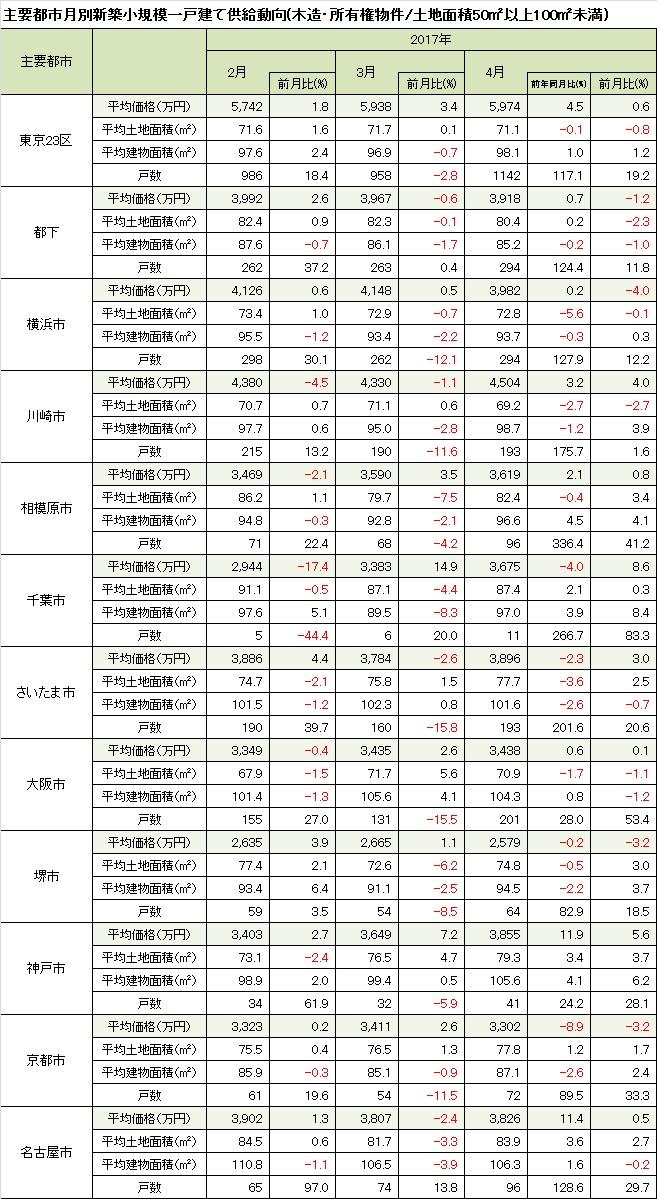 主要都市月別新築小規模一戸建て供給動向(木造・所有権物件/土地面積50㎡以上100㎡未満)
主要都市 2017年
2月 前月比(%) 3月 前月比(%) 4月 前年同月比(%) 前月比(%)
東京23区
平均価格(万円) 5,742 1.8 5,938 3.4 5,974 4.5 0.6
平均土地面積(㎡) 71.6 1.6 71.7 0.1 71.1 -0.1 -0.8
平均建物面積(㎡) 97.6 2.4 96.9 -0.7 98.1 1.0 1.2
戸数 986 18.4 958 -2.8 1142 117.1 19.2
都下
平均価格(万円) 3,992 2.6 3,967 -0.6 3,918 0.7 -1.2
平均土地面積(㎡) 82.4 0.9 82.3 -0.1 80.4 0.2 -2.3
平均建物面積(㎡) 87.6 -0.7 86.1 -1.7 85.2 -0.2 -1.0
戸数 262 37.2 263 0.4 294 124.4 11.8
横浜市
平均価格(万円) 4,126 0.6 4,148 0.5 3,982 0.2 -4.0
平均土地面積(㎡) 73.4 1.0 72.9 -0.7 72.8 -5.6 -0.1
平均建物面積(㎡) 95.5 -1.2 93.4 -2.2 93.7 -0.3 0.3
戸数 298 30.1 262 -12.1 294 127.9 12.2
川崎市
平均価格(万円) 4,380 -4.5 4,330 -1.1 4,504 3.2 4.0
平均土地面積(㎡) 70.7 0.7 71.1 0.6 69.2 -2.7 -2.7
平均建物面積(㎡) 97.7 0.6 95.0 -2.8 98.7 -1.2 3.9
戸数 215 13.2 190 -11.6 193 175.7 1.6
相模原市
平均価格(万円) 3,469 -2.1 3,590 3.5 3,619 2.1 0.8
平均土地面積(㎡) 86.2 1.1 79.7 -7.5 82.4 -0.4 3.4
平均建物面積(㎡) 94.8 -0.3 92.8 -2.1 96.6 4.5 4.1
戸数 71 22.4 68 -4.2 96 336.4 41.2
千葉市
平均価格(万円) 2,944 -17.4 3,383 14.9 3,675 -4.0 8.6
平均土地面積(㎡) 91.1 -0.5 87.1 -4.4 87.4 2.1 0.3
平均建物面積(㎡) 97.6 5.1 89.5 -8.3 97.0 3.9 8.4
戸数 5 -44.4 6 20.0 11 266.7 83.3
さいたま市
平均価格(万円) 3,886 4.4 3,784 -2.6 3,896 -2.3 3.0
平均土地面積(㎡) 74.7 -2.1 75.8 1.5 77.7 -3.6 2.5
平均建物面積(㎡) 101.5 -1.2 102.3 0.8 101.6 -2.6 -0.7
戸数 190 39.7 160 -15.8 193 201.6 20.6
大阪市
平均価格(万円) 3,349 -0.4 3,435 2.6 3,438 0.6 0.1
平均土地面積(㎡) 67.9 -1.5 71.7 5.6 70.9 -1.7 -1.1
平均建物面積(㎡) 101.4 -1.3 105.6 4.1 104.3 0.8 -1.2
戸数 155 27.0 131 -15.5 201 28.0 53.4
堺市
平均価格(万円) 2,635 3.9 2,665 1.1 2,579 -0.2 -3.2
平均土地面積(㎡) 77.4 2.1 72.6 -6.2 74.8 -0.5 3.0
平均建物面積(㎡) 93.4 6.4 91.1 -2.5 94.5 -2.2 3.7
戸数 59 3.5 54 -8.5 64 82.9 18.5
神戸市
平均価格(万円) 3,403 2.7 3,649 7.2 3,855 11.9 5.6
平均土地面積(㎡) 73.1 -2.4 76.5 4.7 79.3 3.4 3.7
平均建物面積(㎡) 98.9 2.0 99.4 0.5 105.6 4.1 6.2
戸数 34 61.9 32 -5.9 41 24.2 28.1
京都市
平均価格(万円) 3,323 0.2 3,411 2.6 3,302 -8.9 -3.2
平均土地面積(㎡) 75.5 0.4 76.5 1.3 77.8 1.2 1.7
平均建物面積(㎡) 85.9 -0.3 85.1 -0.9 87.1 -2.6 2.4
戸数 61 19.6 54 -11.5 72 89.5 33.3
名古屋市
平均価格(万円) 3,902 1.3 3,807 -2.4 3,826 11.4 0.5
平均土地面積(㎡) 84.5 0.6 81.7 -3.3 83.9 3.6 2.7
平均建物面積(㎡) 110.8 -1.1 106.5 -3.9 106.3 1.6 -0.2
戸数 65 97.0 74 13.8 96 128.6 29.7